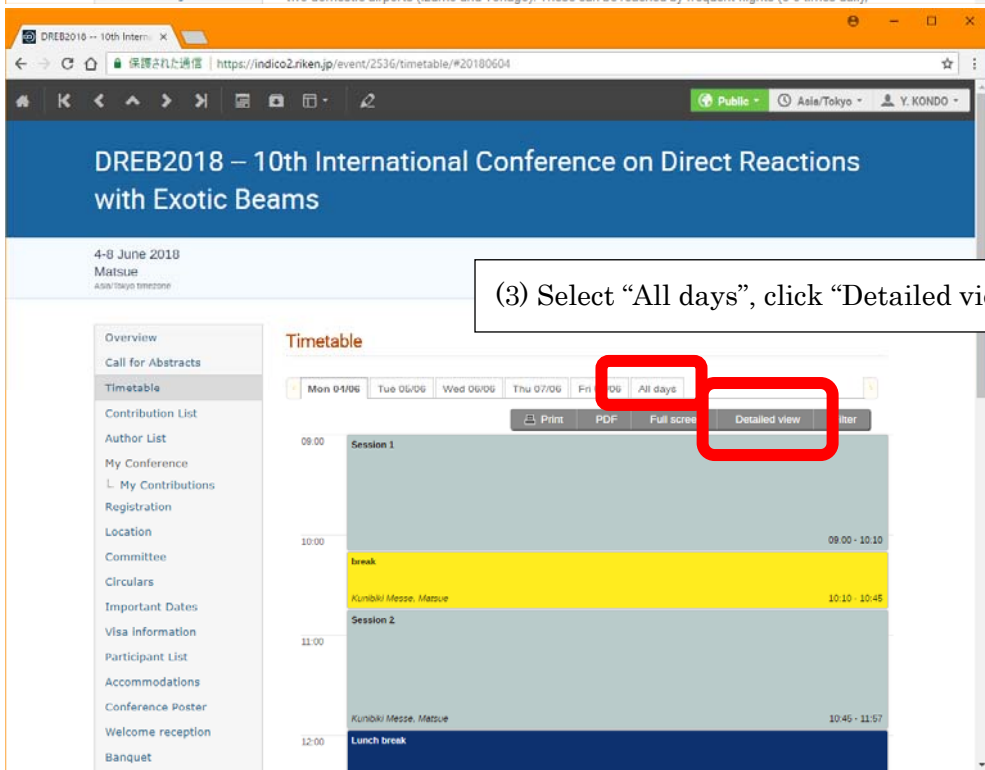 DREB2018 -- 10th Intern
保護された通信 https://indico2.riken.jp/event/2536/timetable/#20180604
Public Asia/Tokyo Y. KONDO
DREB2018 – 10th International Conference on Direct Reactions
with Exotic Beams
4-8 June 2018
Matsue
Asia/Tokyo timezone
(3) Select “All days”, click “Detailed
Overview
Call for Abstracts
Timetable
Contribution List
Author List
My Conference
My Contributions
Registration
Location
Committee
Circulars
Important Dates
Visa information
Participant List
Accommodations
Conference Poster
Welcome reception
Banquet
Timetable
Mon 04/06 Tue 05/06 Wed 06/06 Thu 07/06 Fri /06 All days
Print PDF Full scree Detailed view ilter
09:00 Session 1
10:00 09:00 - 10:10
break
Kunibiki Messe, Matsue 10:10 - 10:45
Session 2
11:00
Kunibiki Messe, Matsue 10:45 - 11:57
12:00 Lunch break